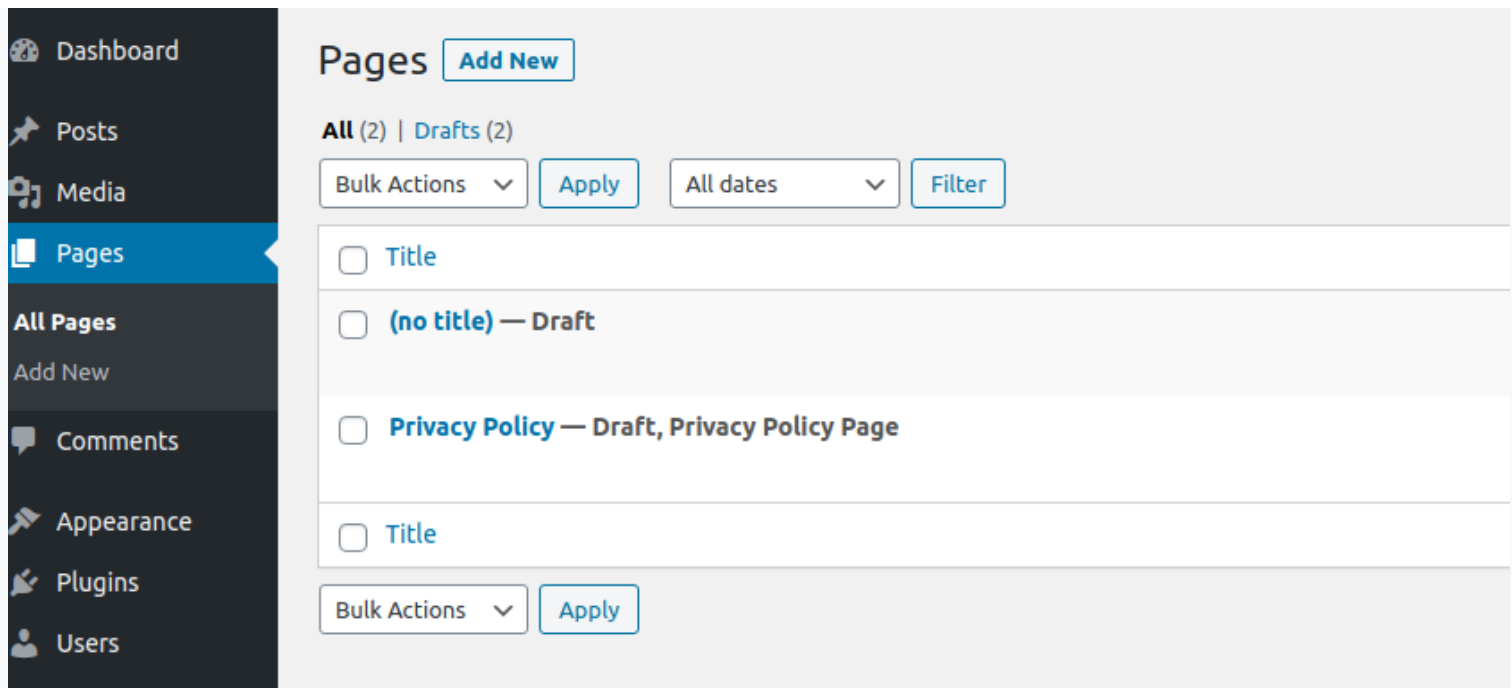 Dashboard
Posts
Media
Pages
All Pages
Add New
Comments
Appearance
Plugins
Users
Pages Add New
All (2) | Drafts (2)
Bulk Actions Apply All dates Filter
Title
(no title) — Draft
Privacy Policy — Draft, Privacy Policy Page
Title
Bulk Actions Apply